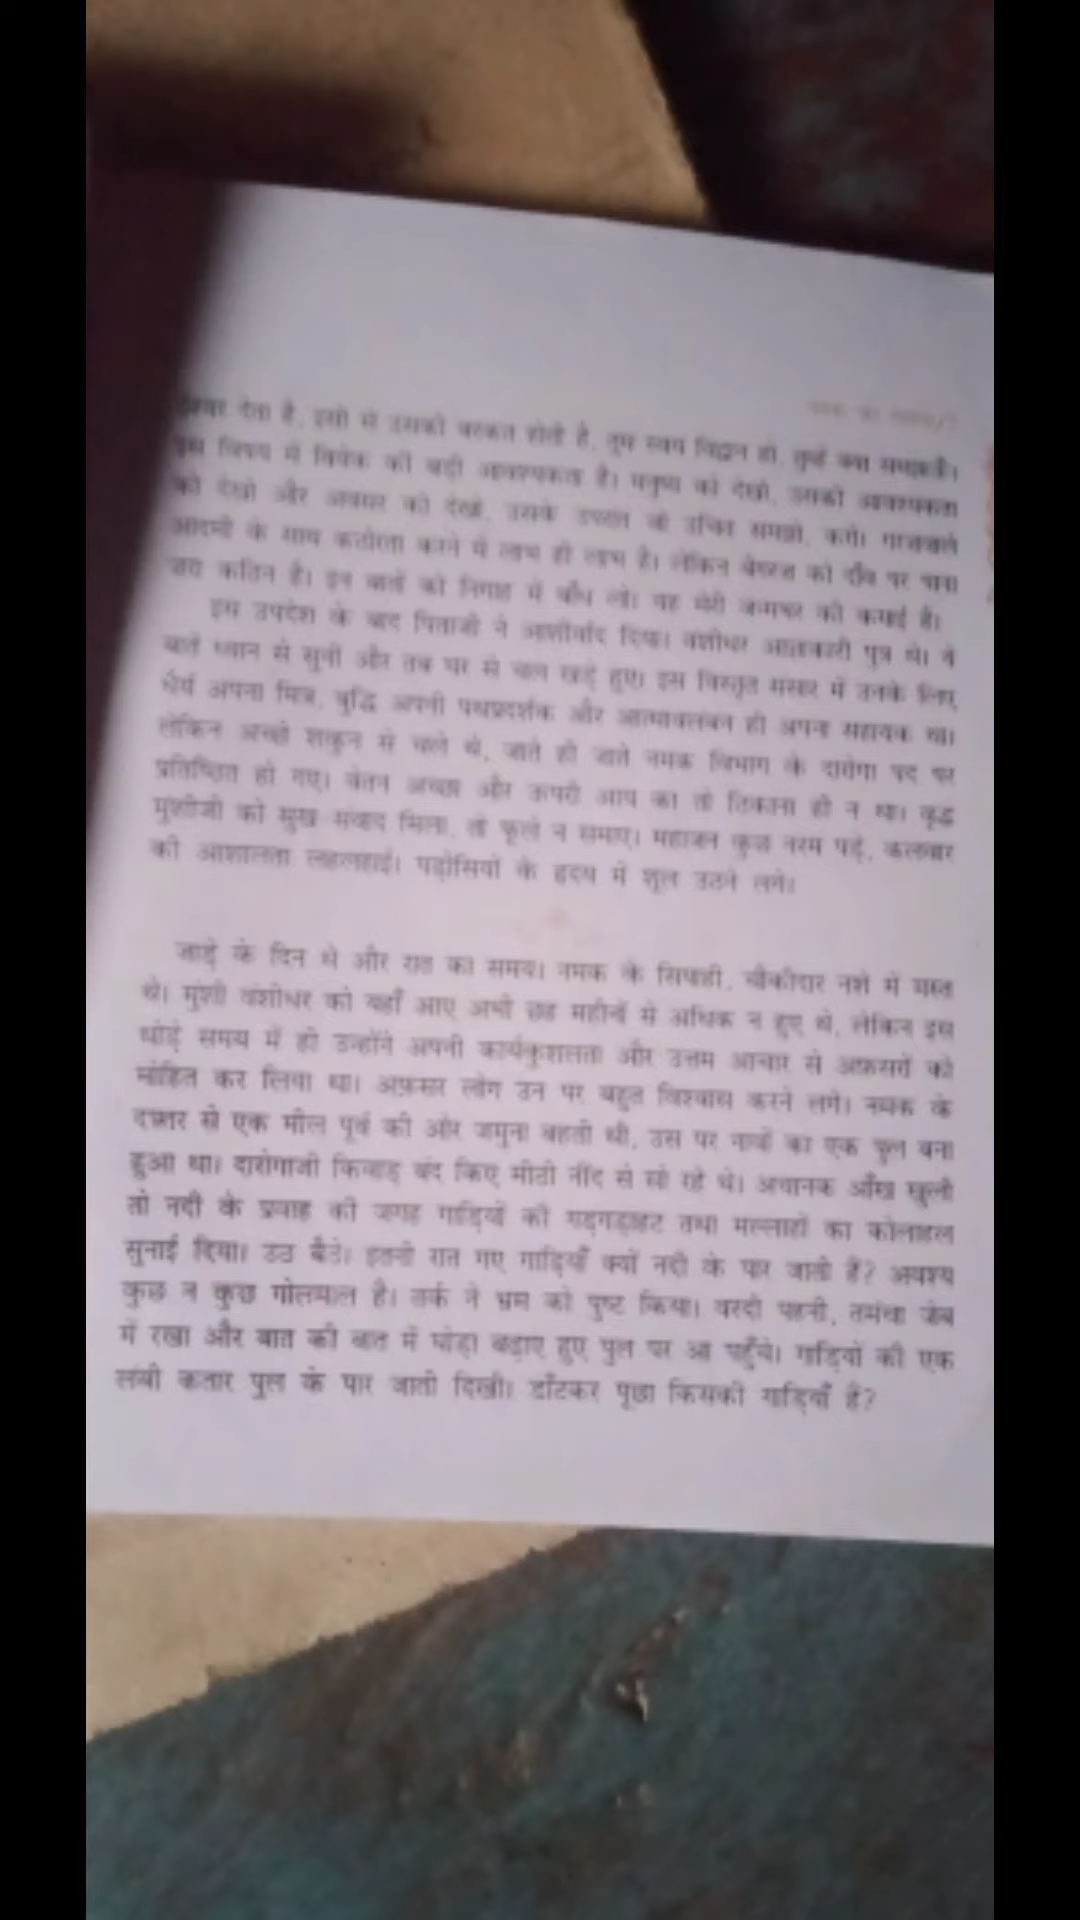 ईश्वर देता है, इसी से उसकी बरकत होती है, तुम स्वयं विद्वान हो, तुम्हें क्या समझाऊँ।
इस विषय में विवेक की बड़ी आवश्यकता है। मनुष्य को देखो, उसकी आवश्यकता
को देखो और अवसर को देखो, उसके उपरांत जो उचित समझो, करो। गरजवाले
आदमी के साथ कठोरता करने में लाभ ही लाभ है। लेकिन बेगरज को दाँव पर पाना
ज़रा कठिन है। इन बातों को निगाह में बाँध लो। यह मेरी जन्मभर की कमाई है।
इस उपदेश के बाद पिताजी ने आशीर्वाद दिया। वंशीधर आज्ञाकारी पुत्र थे। ये
बातें ध्यान से सुनीं और तब घर से चल खड़े हुए। इस विस्तृत संसार में उनके लिए
धैर्य अपना मित्र, बुद्धि अपनी पथप्रदर्शक और आत्मावलंबन ही अपना सहायक था।
लेकिन अच्छे शकुन से चले थे, जाते ही जाते नमक विभाग के दारोगा पद पर
प्रतिष्ठित हो गए। वेतन अच्छा और ऊपरी आय का तो ठिकाना ही न था। वृद्ध
मुंशीजी को सुख-संवाद मिला, तो फूले न समाए। महाजन कुछ नरम पड़े, कलवार
की आशालता लहलहाई। पड़ोसियों के हृदय में शूल उठने लगे।
जाड़े के दिन थे और रात का समय। नमक के सिपाही, चौकीदार नशे में मस्त
थे। मुंशी वंशीधर को यहाँ आए अभी छह महीनों से अधिक न हुए थे, लेकिन इस
थोड़े समय में ही उन्होंने अपनी कार्यकुशलता और उत्तम आचार से अफ़सरों को
मोहित कर लिया था। अफ़सर लोग उन पर बहुत विश्वास करने लगे। नमक के
दफ़्तर से एक मील पूर्व की ओर जमुना बहती थी, उस पर नावों का एक पुल बना
हुआ था। दारोगाजी किवाड़ बंद किए मीठी नींद से सो रहे थे। अचानक आँख खुली
तो नदी के प्रवाह की जगह गाड़ियों की गड़गड़ाहट तथा मल्लाहों का कोलाहल
सुनाई दिया। उठ बैठे। इतनी रात गए गाड़ियाँ क्यों नदी के पार जाती हैं? अवश्य
कुछ न कुछ गोलमाल है। तर्क ने भ्रम को पुष्ट किया। वरदी पहनी, तमंचा जेब
में रखा और बात की बात में घोड़ा बढ़ाए हुए पुल पर आ पहुँचे। गाड़ियों की एक
लंबी कतार पुल के पार जाती दिखी। डाँटकर पूछा किसकी गाड़ियाँ हैं?